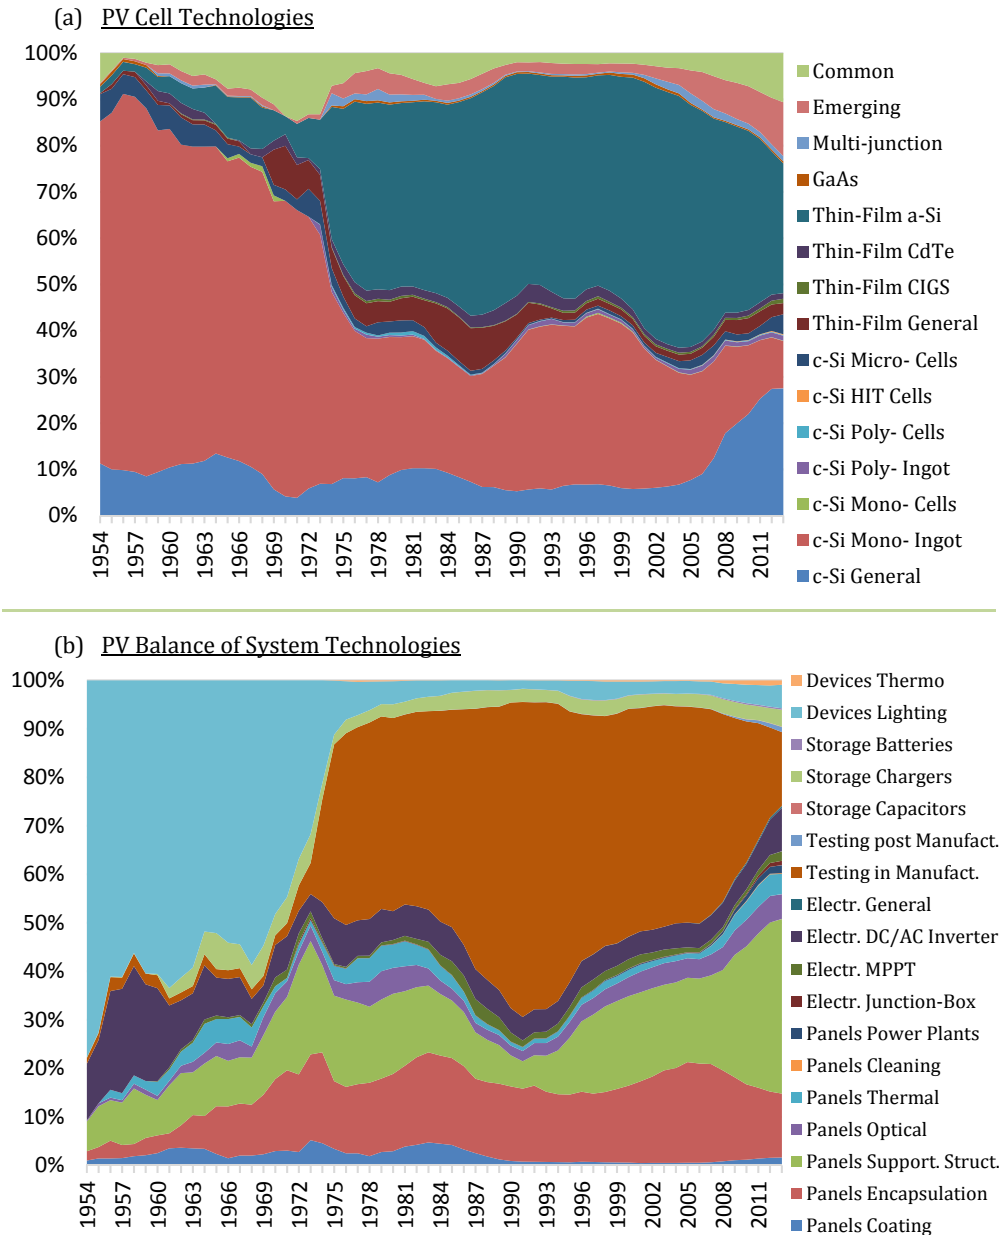 (a) PV Cell Technologies
100%
90%
80%
70%
60%
50%
40%
30%
20%
10%
0%
1954 1957 1960 1963 1966 1969 1972 1975 1978 1981 1984 1987 1990 1993 1996 1999 2002 2005 2008 2011
Common
Emerging
Multi-junction
GaAs
Thin-Film a-Si
Thin-Film CdTe
Thin-Film CIGS
Thin-Film General
c-Si Micro- Cells
c-Si HIT Cells
c-Si Poly- Cells
c-Si Poly- Ingot
c-Si Mono- Cells
c-Si Mono- Ingot
c-Si General
(b) PV Balance of System Technologies
100%
90%
80%
70%
60%
50%
40%
30%
20%
10%
0%
1954 1957 1960 1963 1966 1969 1972 1975 1978 1981 1984 1987 1990 1993 1996 1999 2002 2005 2008 2011
Devices Thermo
Devices Lighting
Storage Batteries
Storage Chargers
Storage Capacitors
Testing post Manufact.
Testing in Manufact.
Electr. General
Electr. DC/AC Inverter
Electr. MPPT
Electr. Junction-Box
Panels Power Plants
Panels Cleaning
Panels Thermal
Panels Optical
Panels Support. Struct.
Panels Encapsulation
Panels Coating